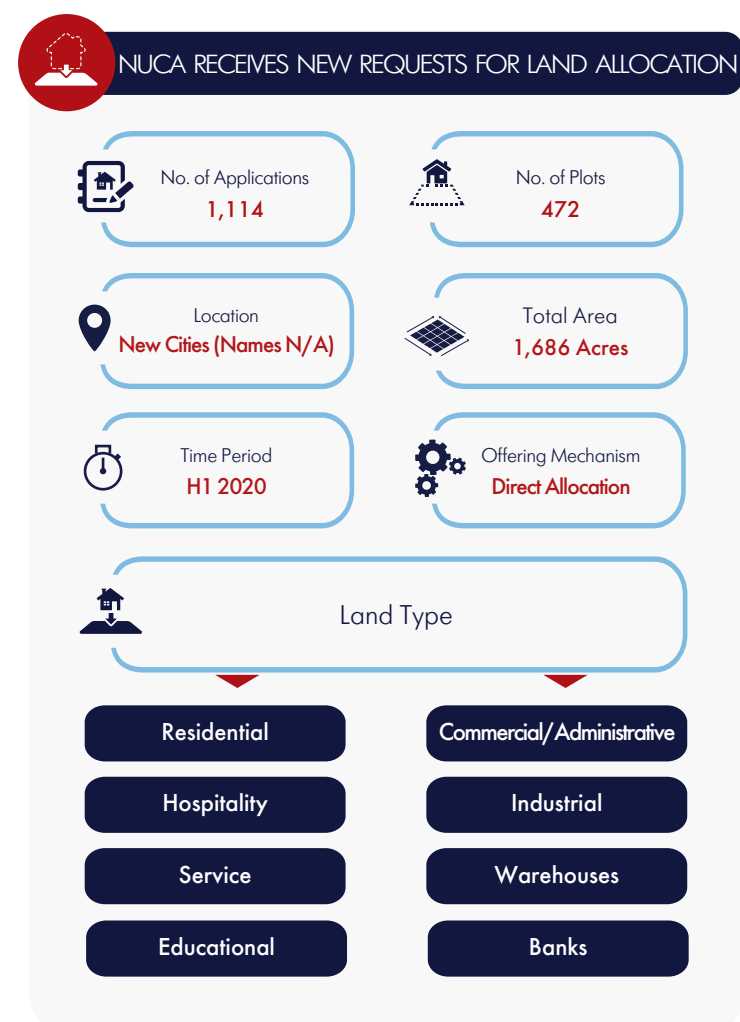 NUCA RECEIVES NEW REQUESTS FOR LAND ALLOCATION
No. of Applications
1,114
No. of Plots
472
Location
New Cities (Names N/A)
Total Area
1,686 Acres
Time Period
H1 2020
Offering Mechanism
Direct Allocation
Land Type
Residential
Commercial/Administrative
Hospitality
Industrial
Service
Warehouses
Educational
Banks